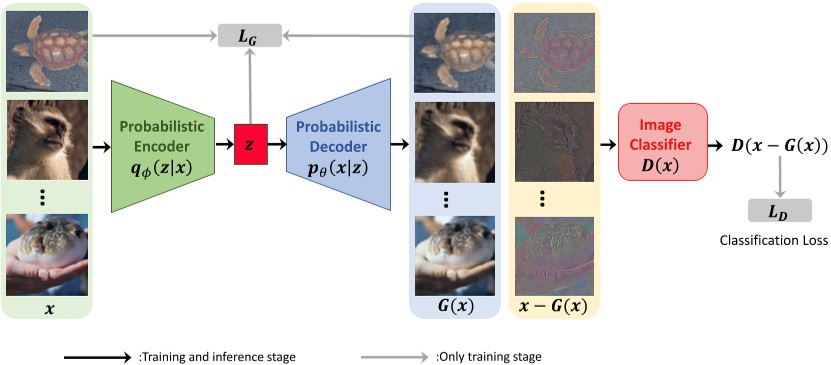 L_G
Probabilistic
Encoder
q_ϕ(z|x)
z
Probabilistic
Decoder
p_θ(x|z)
Image
Classifier
D(x)
D(x − G(x))
L_D
Classification Loss
x
G(x)
x − G(x)
:Training and inference stage
:Only training stage